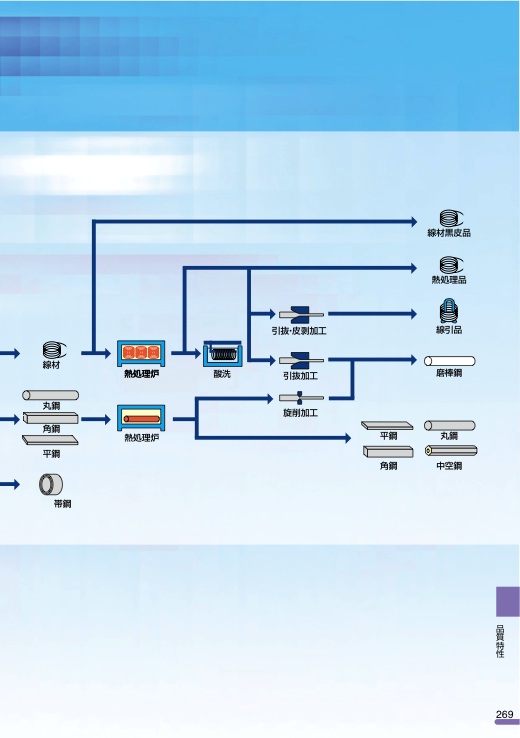 線材黒皮品
熱処理品
引抜・皮剥加工
線引品
線材
熱処理炉
酸洗
引抜加工
磨棒鋼
丸鋼
角鋼
平鋼
熱処理炉
旋削加工
平鋼
丸鋼
角鋼
中空鋼
帯鋼
品質特性
269